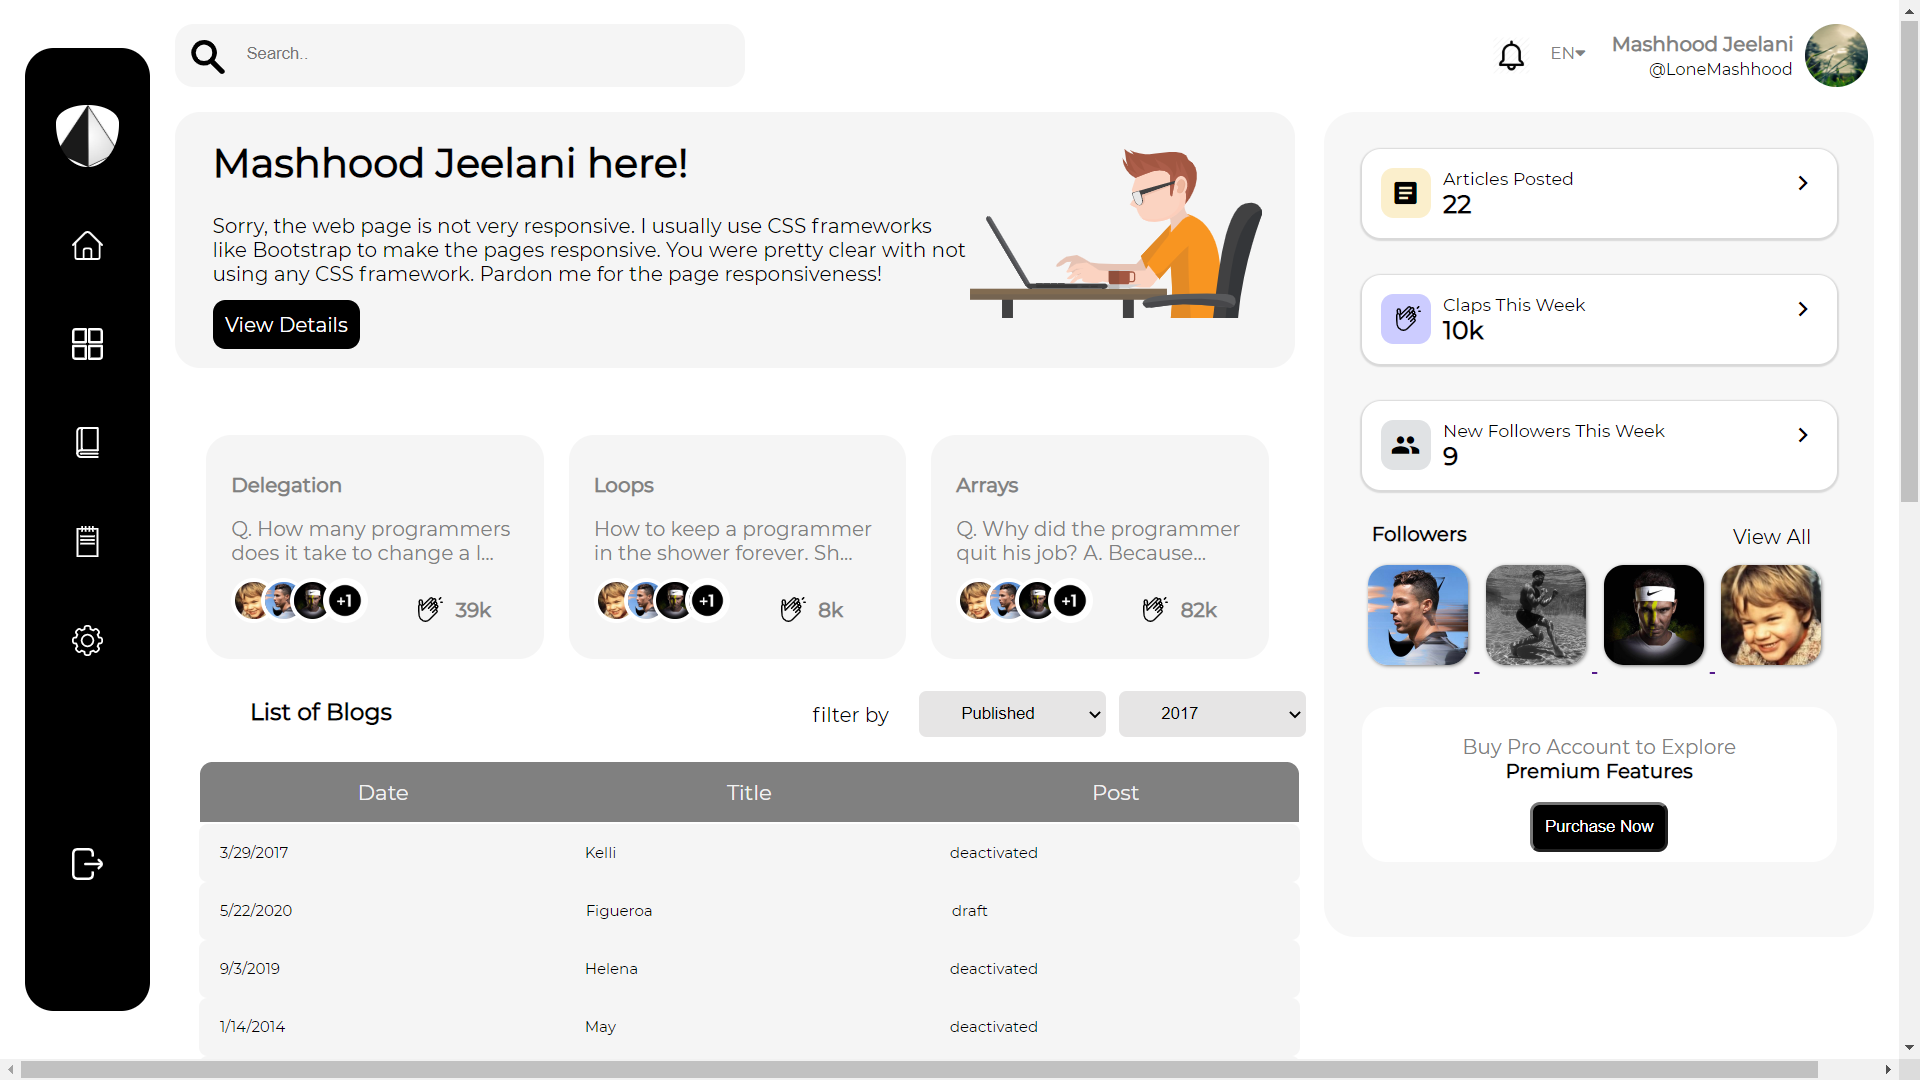 Search..
EN
Mashhood Jeelani
@LoneMashhood
Mashhood Jeelani here!
Sorry, the web page is not very responsive. I usually use CSS frameworks
like Bootstrap to make the pages responsive. You were pretty clear with not
using any CSS framework. Pardon me for the page responsiveness!
View Details
Articles Posted
22
Claps This Week
10k
New Followers This Week
9
Delegation
Q. How many programmers
does it take to change a l...
+1
39k
Loops
How to keep a programmer
in the shower forever. Sh...
+1
8k
Arrays
Q. Why did the programmer
quit his job? A. Because...
+1
82k
Followers
View All
List of Blogs
filter by
Published
2017
Date Title Post
3/29/2017 Kelli deactivated
5/22/2020 Figueroa draft
9/3/2019 Helena deactivated
1/14/2014 May deactivated
Buy Pro Account to Explore
Premium Features
Purchase Now